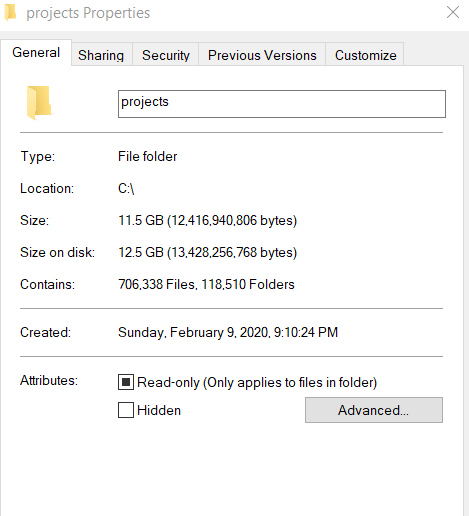 projects Properties
General Sharing Security Previous Versions Customize
projects
Type: File folder
Location: C:\
Size: 11.5 GB (12,416,940,806 bytes)
Size on disk: 12.5 GB (13,428,256,768 bytes)
Contains: 706,338 Files, 118,510 Folders
Created: Sunday, February 9, 2020, 9:10:24 PM
Attributes: Read-only (Only applies to files in folder)
Hidden Advanced...